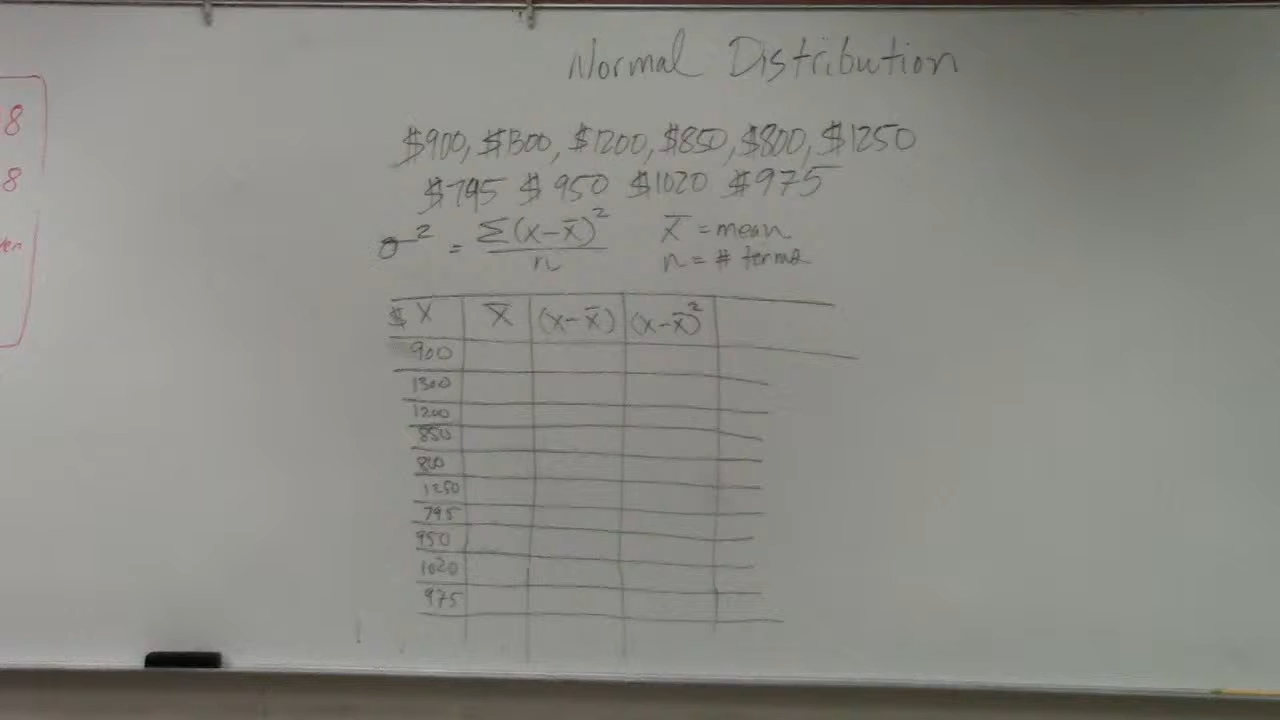 Normal Distribution
$900, $1300, $1200, $850, $800, $1250
$795 $950 $1020 $975
σ² = Σ(x-x̄)² / n
x̄ = mean
n = # terms
$ X x̄ (x-x̄) (x-x̄)²
900
1300
1200
850
800
1250
795
950
1020
975
8
8